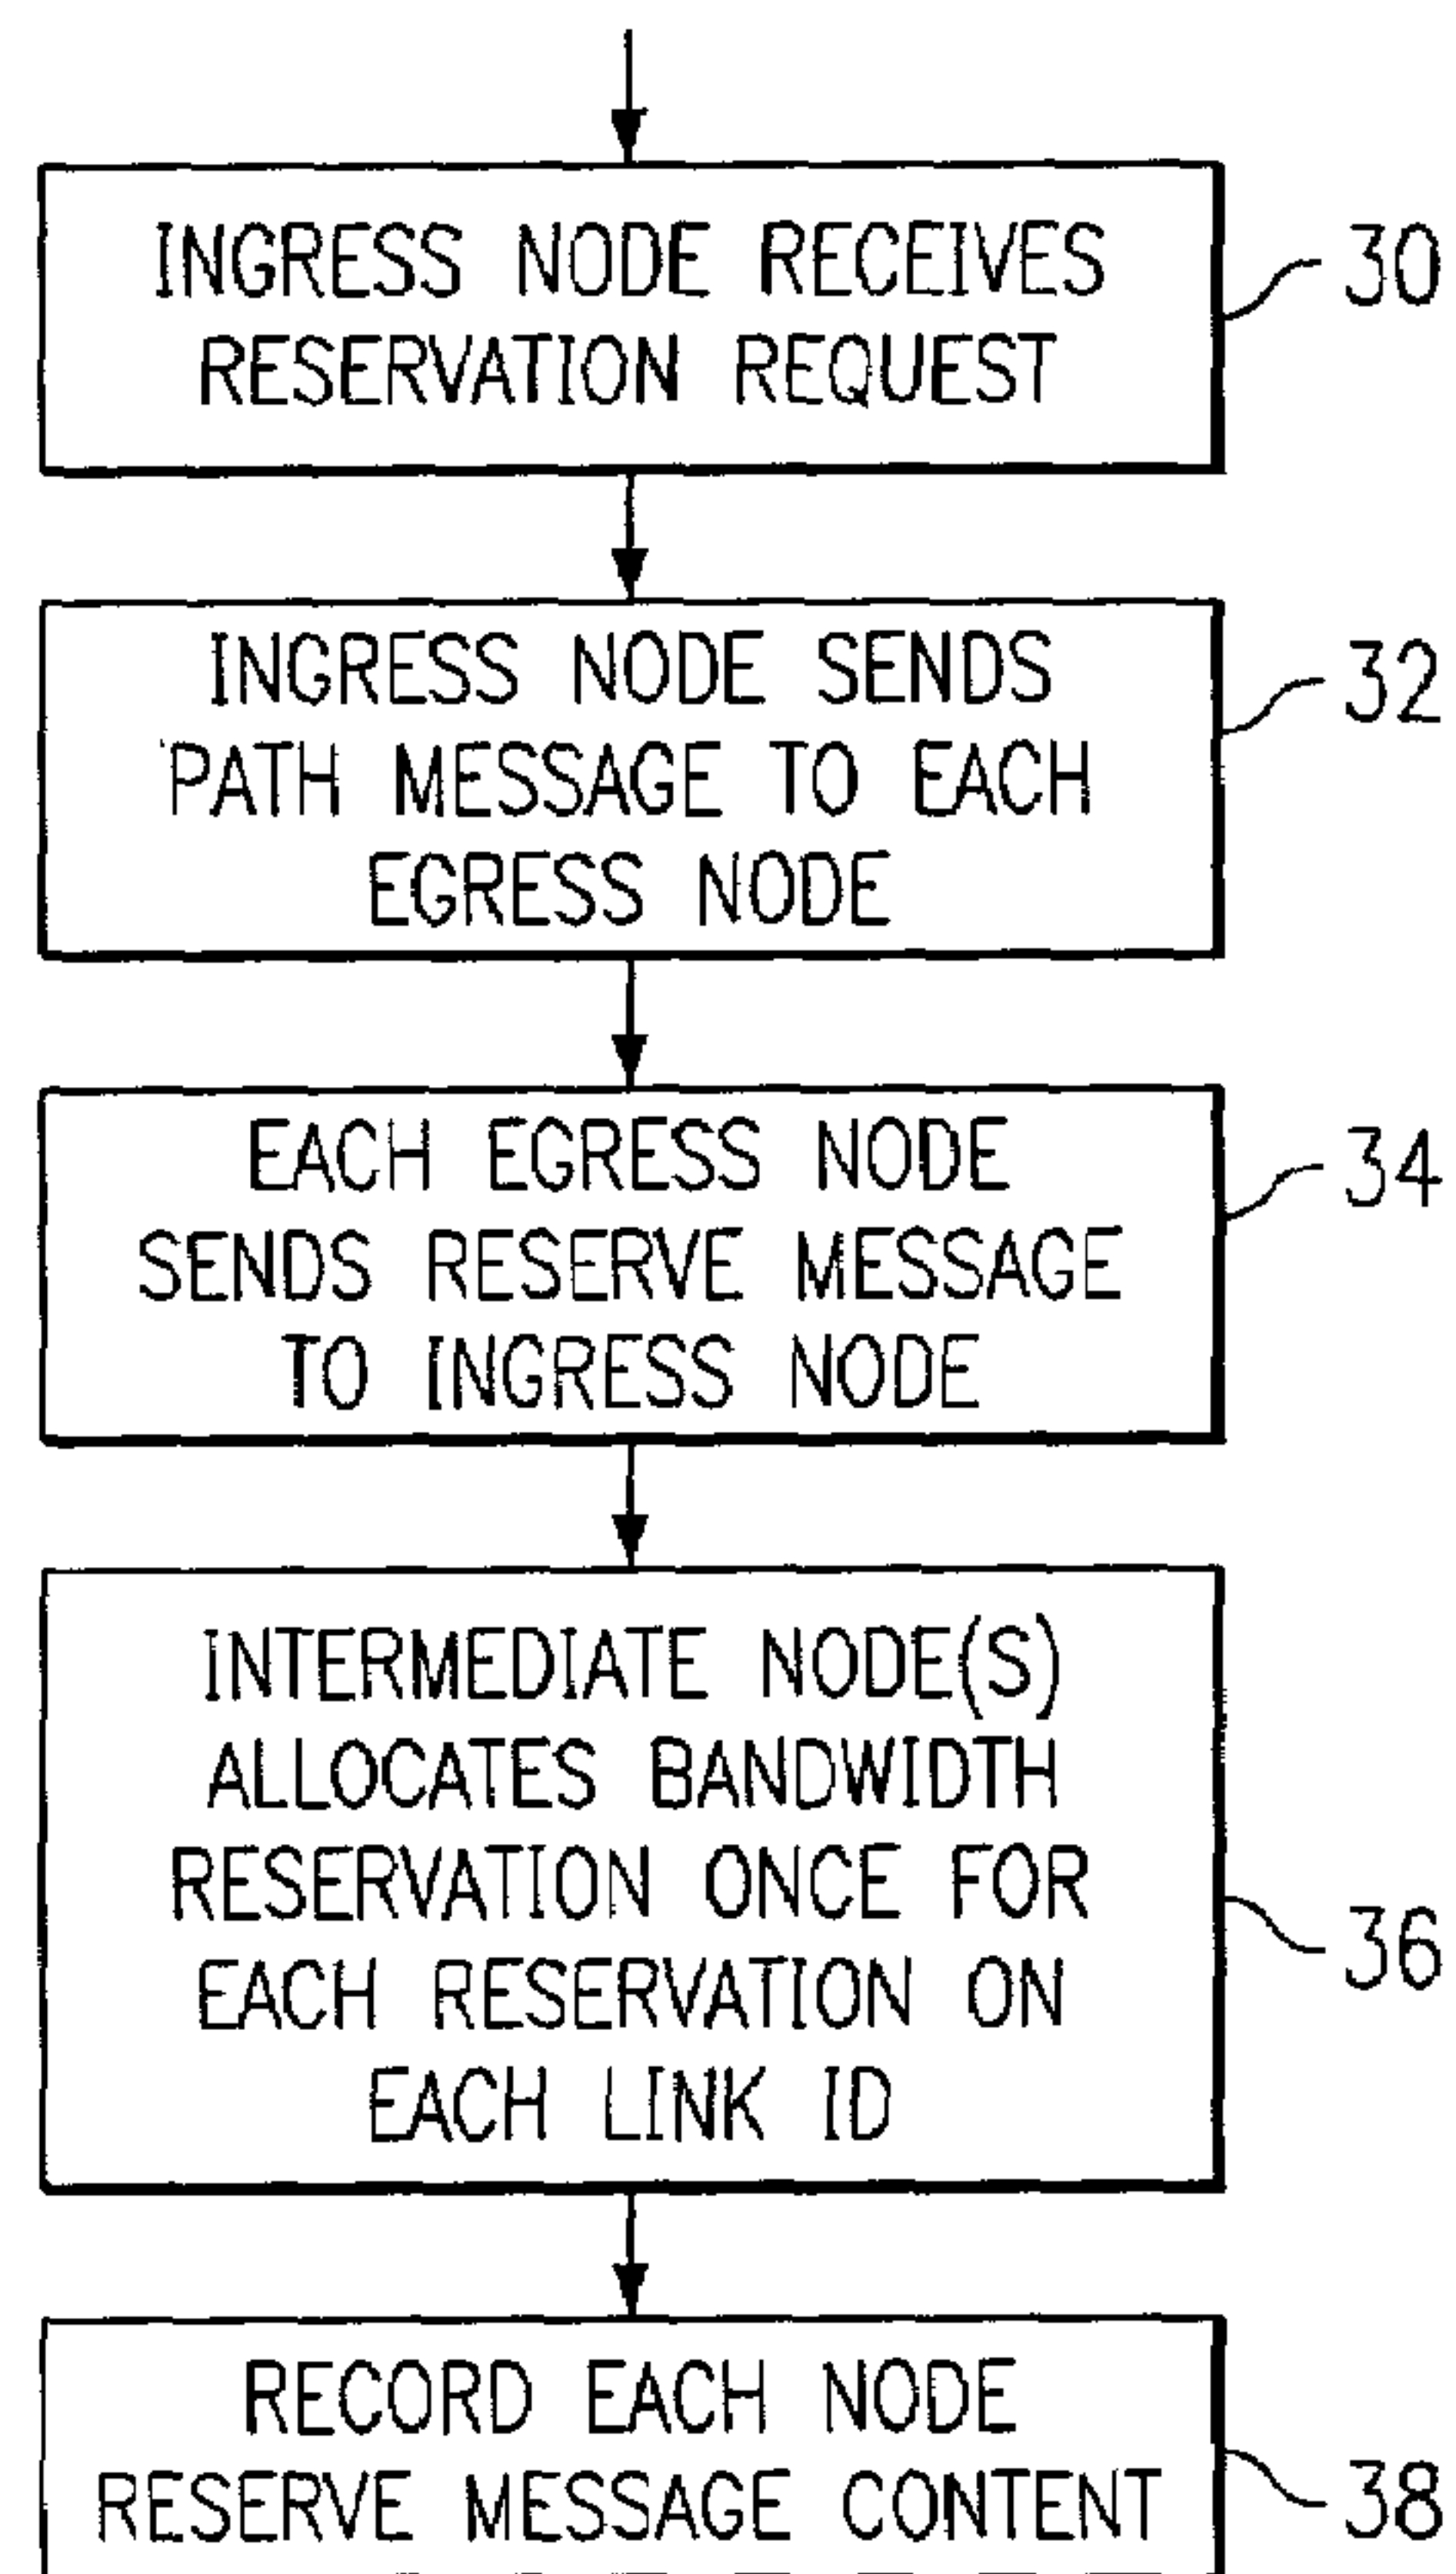 INGRESS NODE RECEIVES
RESERVATION REQUEST
30
INGRESS NODE SENDS
PATH MESSAGE TO EACH
EGRESS NODE
32
EACH EGRESS NODE
SENDS RESERVE MESSAGE
TO INGRESS NODE
34
INTERMEDIATE NODE(S)
ALLOCATES BANDWIDTH
RESERVATION ONCE FOR
EACH RESERVATION ON
EACH LINK ID
36
RECORD EACH NODE
RESERVE MESSAGE CONTENT
38